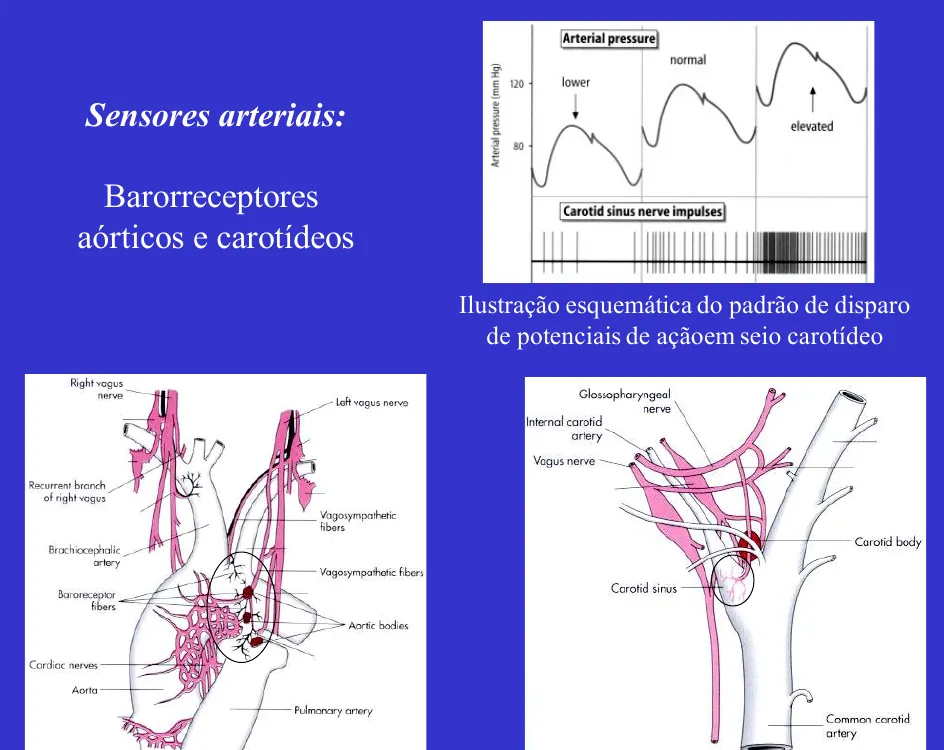 Sensores arteriais:
Barorreceptores
aórticos e carotídeos
Arterial pressure
Arterial pressure (mm Hg)
120
80
lower
normal
elevated
Carotid sinus nerve impulses
Ilustração esquemática do padrão de disparo
de potenciais de açãoem seio carotídeo
Right vagus
nerve
Left vagus nerve
Recurrent branch
of right vagus
Vagosympathetic
fibers
Brachiocephalic
artery
Vagosympathetic fibers
Baroreceptor
fibers
Aortic bodies
Cardiac nerves
Aorta
Pulmonary artery
Glossopharyngeal
nerve
Internal carotid
artery
Vagus nerve
Carotid body
Carotid sinus
Common carotid
artery